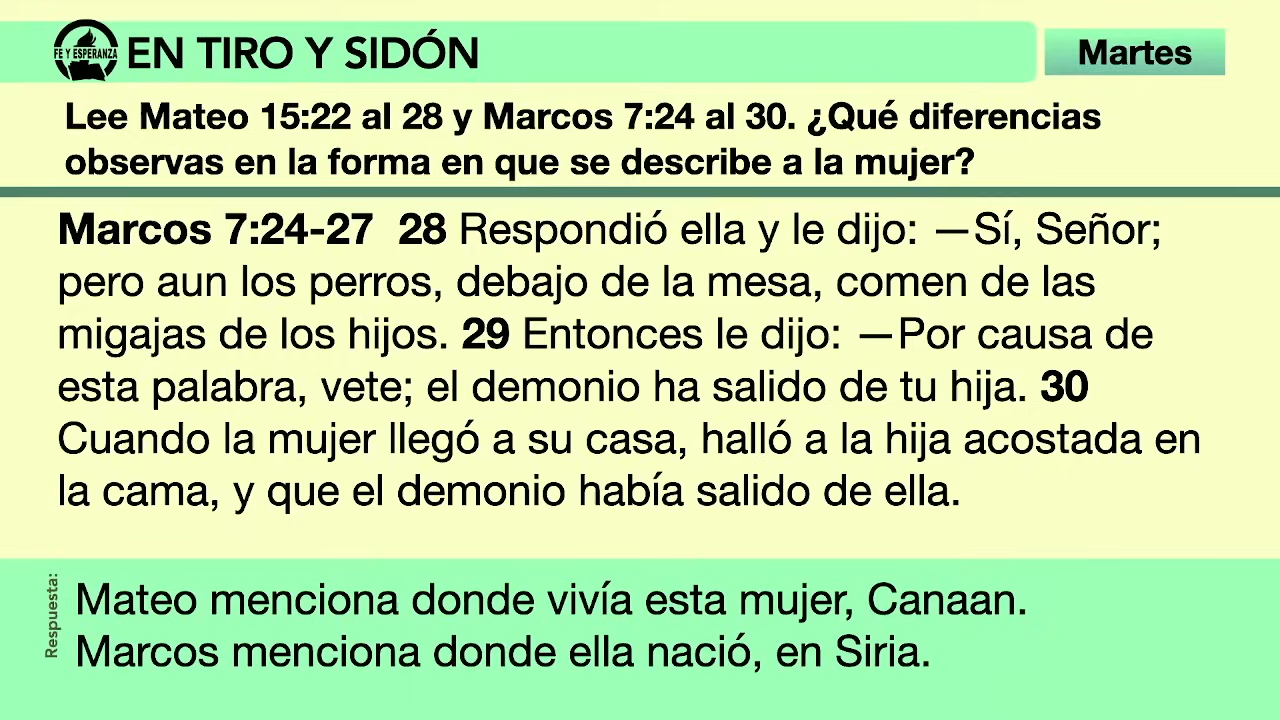 FE Y ESPERANZA
EN TIRO Y SIDÓN
Martes
Lee Mateo 15:22 al 28 y Marcos 7:24 al 30. ¿Qué diferencias
observas en la forma en que se describe a la mujer?
Marcos 7:24-27 28 Respondió ella y le dijo: —Sí, Señor;
pero aun los perros, debajo de la mesa, comen de las
migajas de los hijos. 29 Entonces le dijo: —Por causa de
esta palabra, vete; el demonio ha salido de tu hija. 30
Cuando la mujer llegó a su casa, halló a la hija acostada en
la cama, y que el demonio había salido de ella.
Respuesta:
Mateo menciona donde vivía esta mujer, Canaan.
Marcos menciona donde ella nació, en Siria.